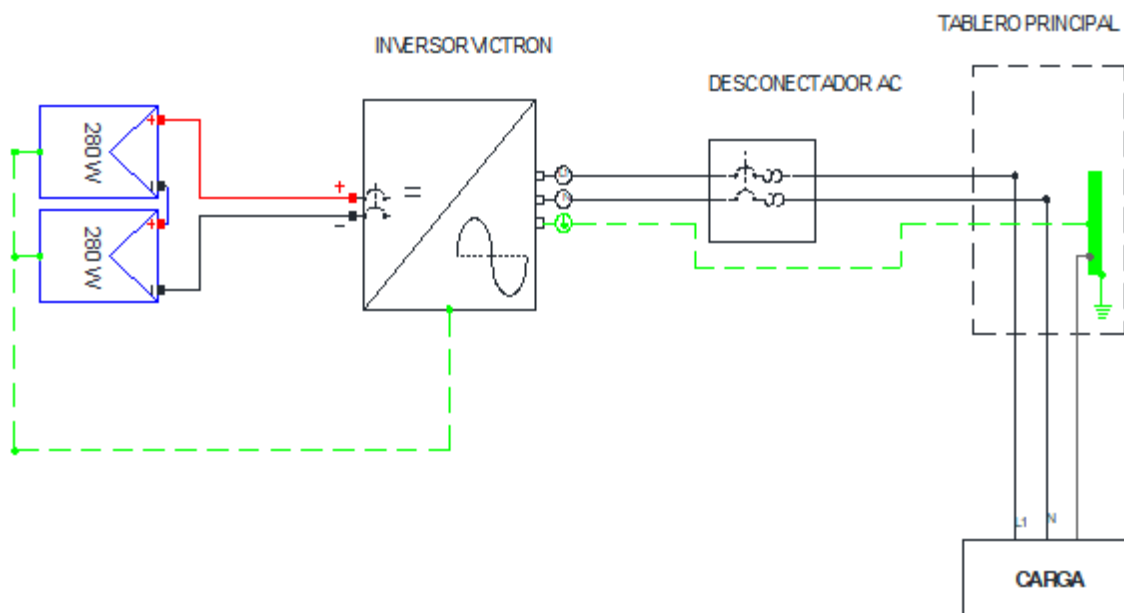 TABLERO PRINCIPAL
INVERSOR VICTRON
DESCONECTADOR AC
280 W
280 W
+
-
+
-
+
-
=
L1
N
CARGA